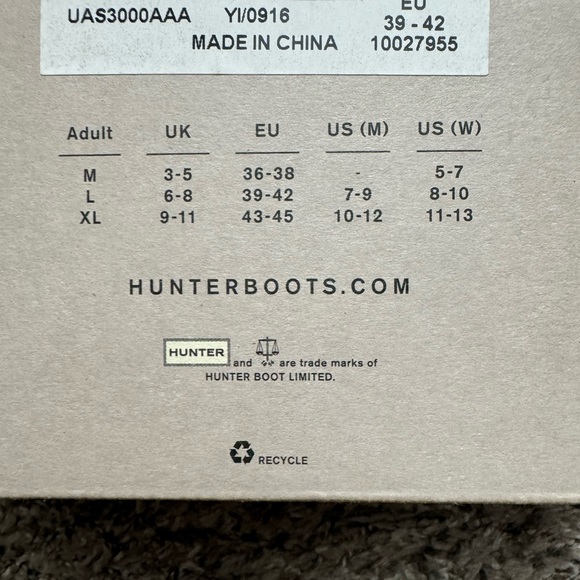 EU
UAS3000AAA YI/0916 39 - 42
MADE IN CHINA 10027955
Adult UK EU US (M) US (W)
M 3-5 36-38 - 5-7
L 6-8 39-42 7-9 8-10
XL 9-11 43-45 10-12 11-13
HUNTERBOOTS.COM
HUNTER and are trade marks of
HUNTER BOOT LIMITED.
RECYCLE